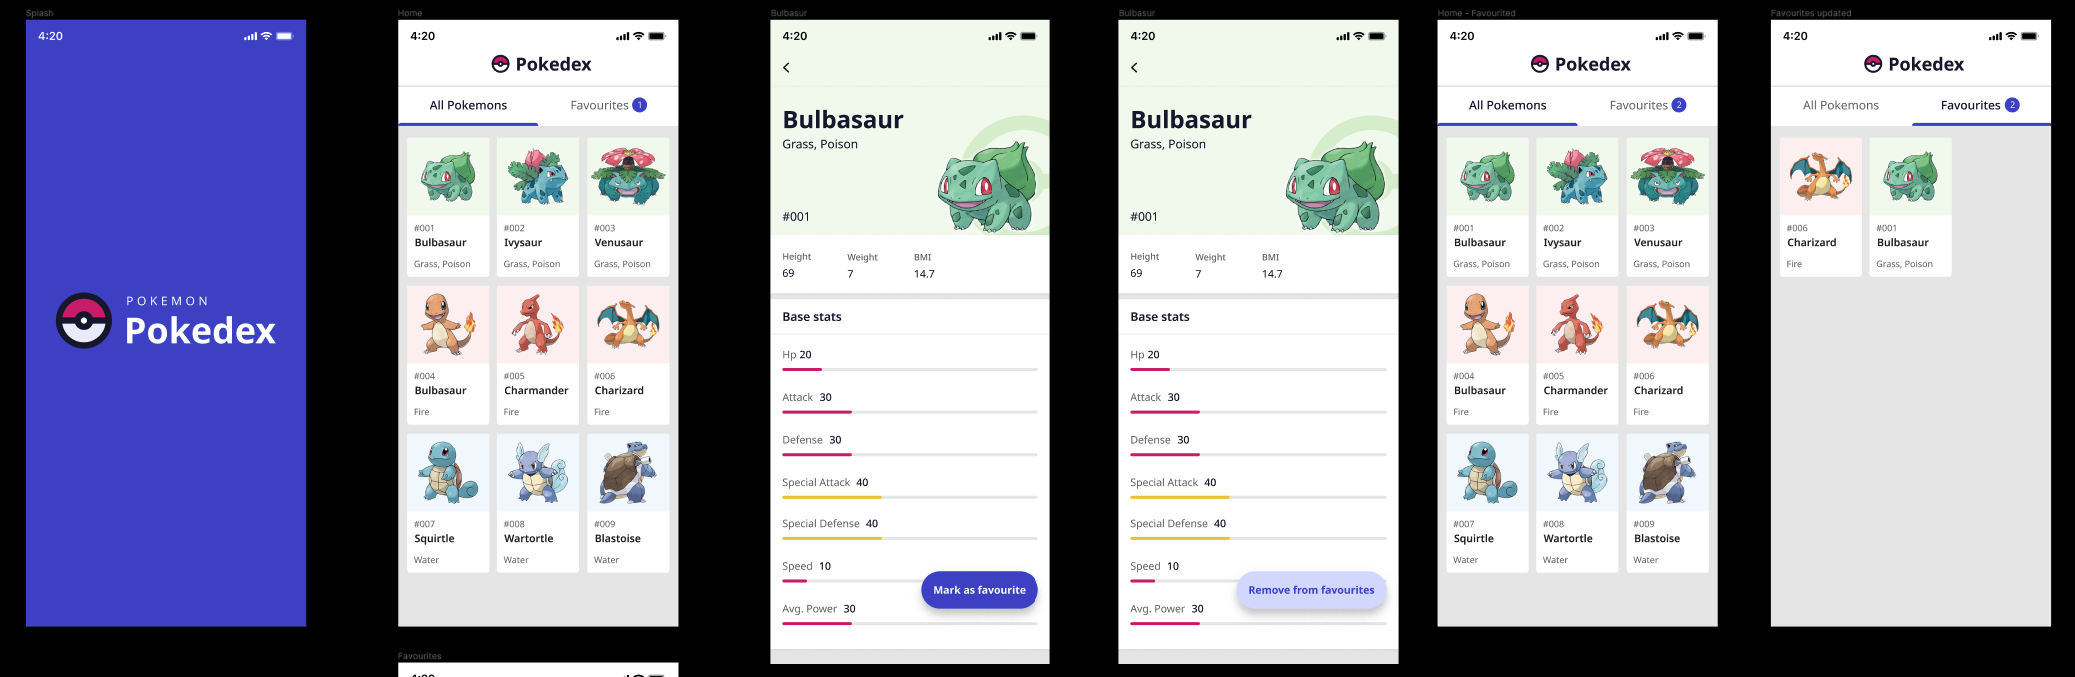 Splash
4:20
POKEMON
Pokedex
Home
4:20
Pokedex
All Pokemons Favourites 1
#001 #002 #003
Bulbasaur Ivysaur Venusaur
Grass, Poison Grass, Poison Grass, Poison
#004 #005 #006
Bulbasaur Charmander Charizard
Fire Fire Fire
#007 #008 #009
Squirtle Wartortle Blastoise
Water Water Water
Favourites
Bulbasur
4:20
Bulbasaur
Grass, Poison
#001
Height Weight BMI
69 7 14.7
Base stats
Hp 20
Attack 30
Defense 30
Special Attack 40
Special Defense 40
Speed 10
Mark as favourite
Avg. Power 30
Bulbasur
4:20
Bulbasaur
Grass, Poison
#001
Height Weight BMI
69 7 14.7
Base stats
Hp 20
Attack 30
Defense 30
Special Attack 40
Special Defense 40
Speed 10
Remove from favourites
Avg. Power 30
Home - Favourited
4:20
Pokedex
All Pokemons Favourites 2
#001 #002 #003
Bulbasaur Ivysaur Venusaur
Grass, Poison Grass, Poison Grass, Poison
#004 #005 #006
Bulbasaur Charmander Charizard
Fire Fire Fire
#007 #008 #009
Squirtle Wartortle Blastoise
Water Water Water
Favourites updated
4:20
Pokedex
All Pokemons Favourites 2
#006 #001
Charizard Bulbasaur
Fire Grass, Poison